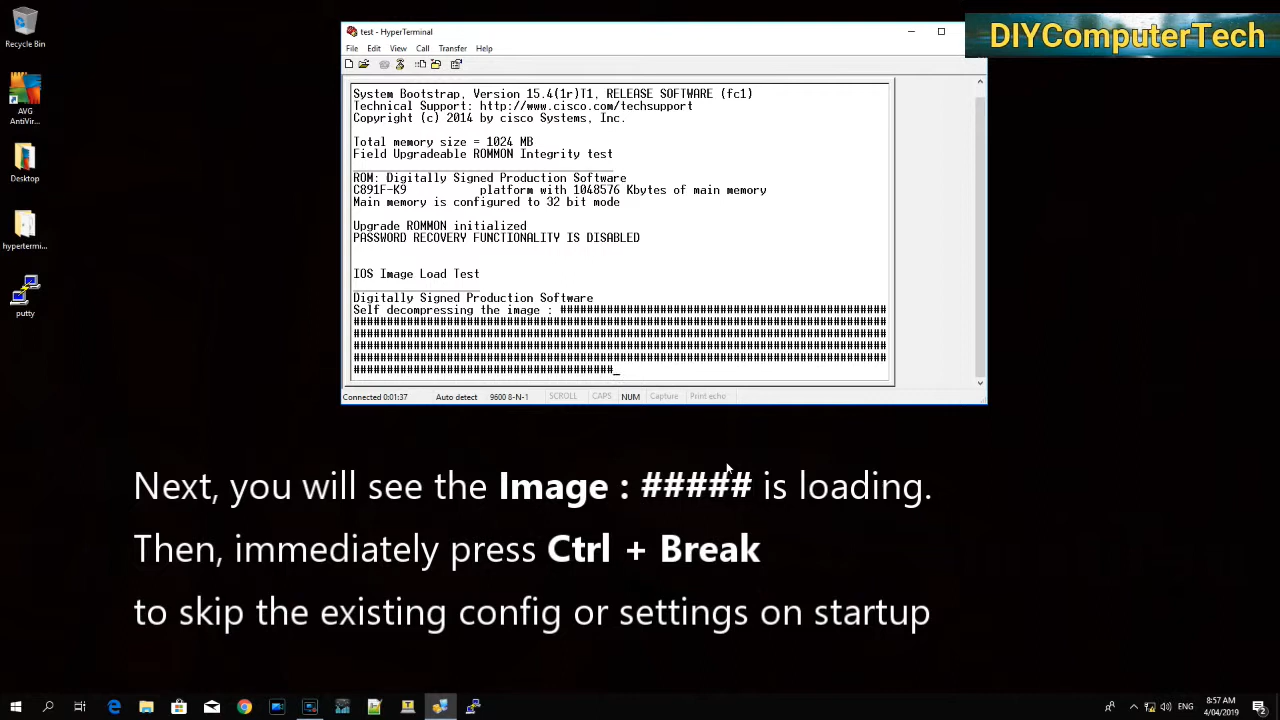 Recycle Bin
AVG
AntiVir...
Desktop
hypertermi...
putty
test - HyperTerminal
DIYComputerTech
File Edit View Call Transfer Help
System Bootstrap, Version 15.4(1r)T1, RELEASE SOFTWARE (fc1)
Technical Support: http://www.cisco.com/techsupport
Copyright (c) 2014 by cisco Systems, Inc.
Total memory size = 1024 MB
Field Upgradeable ROMMON Integrity test
ROM: Digitally Signed Production Software
C891F-K9 platform with 1048576 Kbytes of main memory
Main memory is configured to 32 bit mode
Upgrade ROMMON initialized
PASSWORD RECOVERY FUNCTIONALITY IS DISABLED
IOS Image Load Test
Digitally Signed Production Software
Self decompressing the image : #################################################
################################################################################
################################################################################
################################################################################
################################################################################
#######################################_
Connected 0:01:37 Auto detect 9600 8-N-1 SCROLL CAPS NUM Capture Print echo
Next, you will see the Image : ##### is loading.
Then, immediately press Ctrl + Break
to skip the existing config or settings on startup
ENG
8:57 AM
4/04/2019
2